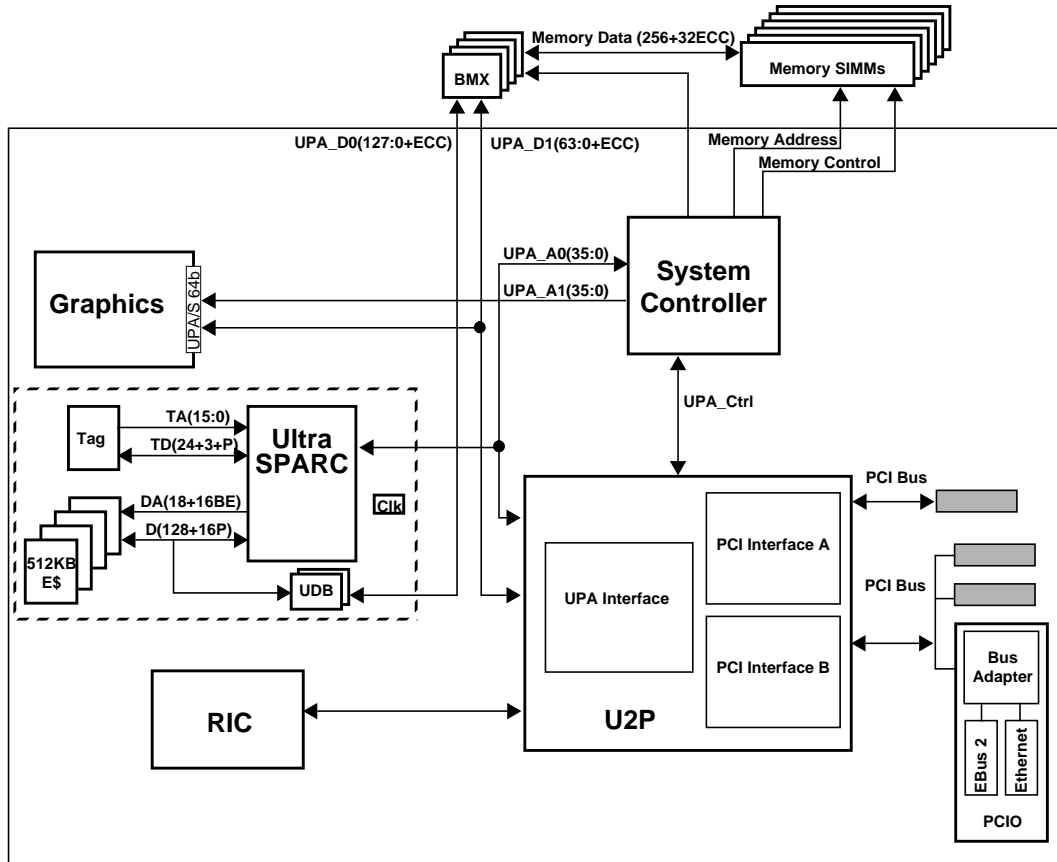 Memory Data (256+32ECC)
BMX
Memory SIMMs
UPA_D0(127:0+ECC)
UPA_D1(63:0+ECC)
Memory Address
Memory Control
UPA_A0(35:0)
System
Controller
UPA_A1(35:0)
Graphics
UPA/S 64b
UPA_Ctrl
TA(15:0)
Tag
TD(24+3+P)
Ultra
SPARC
DA(18+16BE)
D(128+16P)
Clk
512KB
E$
UDB
PCI Bus
PCI Interface A
UPA Interface
PCI Bus
PCI Interface B
U2P
RIC
Bus
Adapter
EBus 2
Ethernet
PCIO